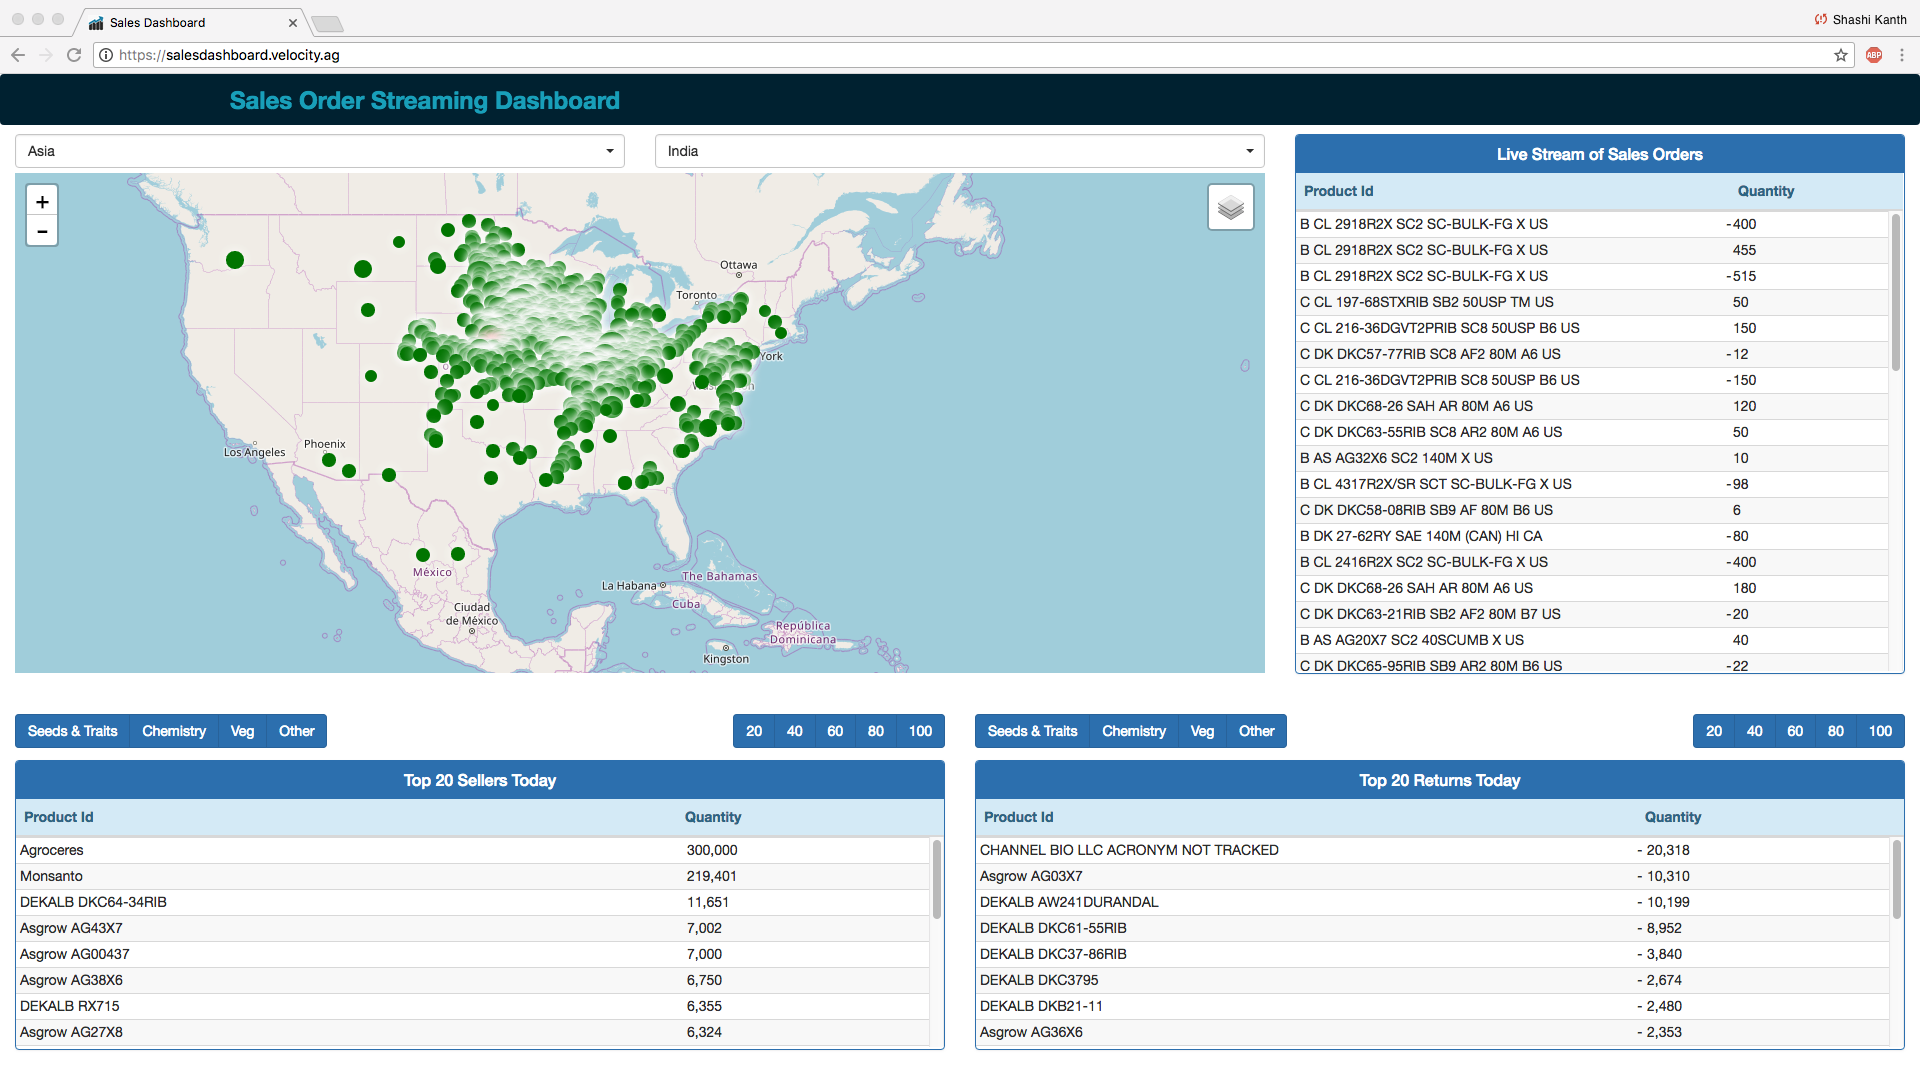 Sales Dashboard
Shashi Kanth
https://salesdashboard.velocity.ag
ABP
Sales Order Streaming Dashboard
Asia
India
+
-
Ottawa
Toronto
York
Phoenix
Los Angeles
México
La Habana
The Bahamas
Cuba
Ciudad
de México
República
Dominicana
Kingston
Live Stream of Sales Orders
Product Id Quantity
B CL 2918R2X SC2 SC-BULK-FG X US -400
B CL 2918R2X SC2 SC-BULK-FG X US 455
B CL 2918R2X SC2 SC-BULK-FG X US -515
C CL 197-68STXRIB SB2 50USP TM US 50
C CL 216-36DGVT2PRIB SC8 50USP B6 US 150
C DK DKC57-77RIB SC8 AF2 80M A6 US -12
C CL 216-36DGVT2PRIB SC8 50USP B6 US -150
C DK DKC68-26 SAH AR 80M A6 US 120
C DK DKC63-55RIB SC8 AR2 80M A6 US 50
B AS AG32X6 SC2 140M X US 10
B CL 4317R2X/SR SCT SC-BULK-FG X US -98
C DK DKC58-08RIB SB9 AF 80M B6 US 6
B DK 27-62RY SAE 140M (CAN) HI CA -80
B CL 2416R2X SC2 SC-BULK-FG X US -400
C DK DKC68-26 SAH AR 80M A6 US 180
C DK DKC63-21RIB SB2 AF2 80M B7 US -20
B AS AG20X7 SC2 40SCUMB X US 40
C DK DKC65-95RIB SB9 AR2 80M B6 US -22
Seeds & Traits Chemistry Veg Other
20 40 60 80 100
Top 20 Sellers Today
Product Id Quantity
Agroceres 300,000
Monsanto 219,401
DEKALB DKC64-34RIB 11,651
Asgrow AG43X7 7,002
Asgrow AG00437 7,000
Asgrow AG38X6 6,750
DEKALB RX715 6,355
Asgrow AG27X8 6,324
Seeds & Traits Chemistry Veg Other
20 40 60 80 100
Top 20 Returns Today
Product Id Quantity
CHANNEL BIO LLC ACRONYM NOT TRACKED - 20,318
Asgrow AG03X7 - 10,310
DEKALB AW241DURANDAL - 10,199
DEKALB DKC61-55RIB - 8,952
DEKALB DKC37-86RIB - 3,840
DEKALB DKC3795 - 2,674
DEKALB DKB21-11 - 2,480
Asgrow AG36X6 - 2,353